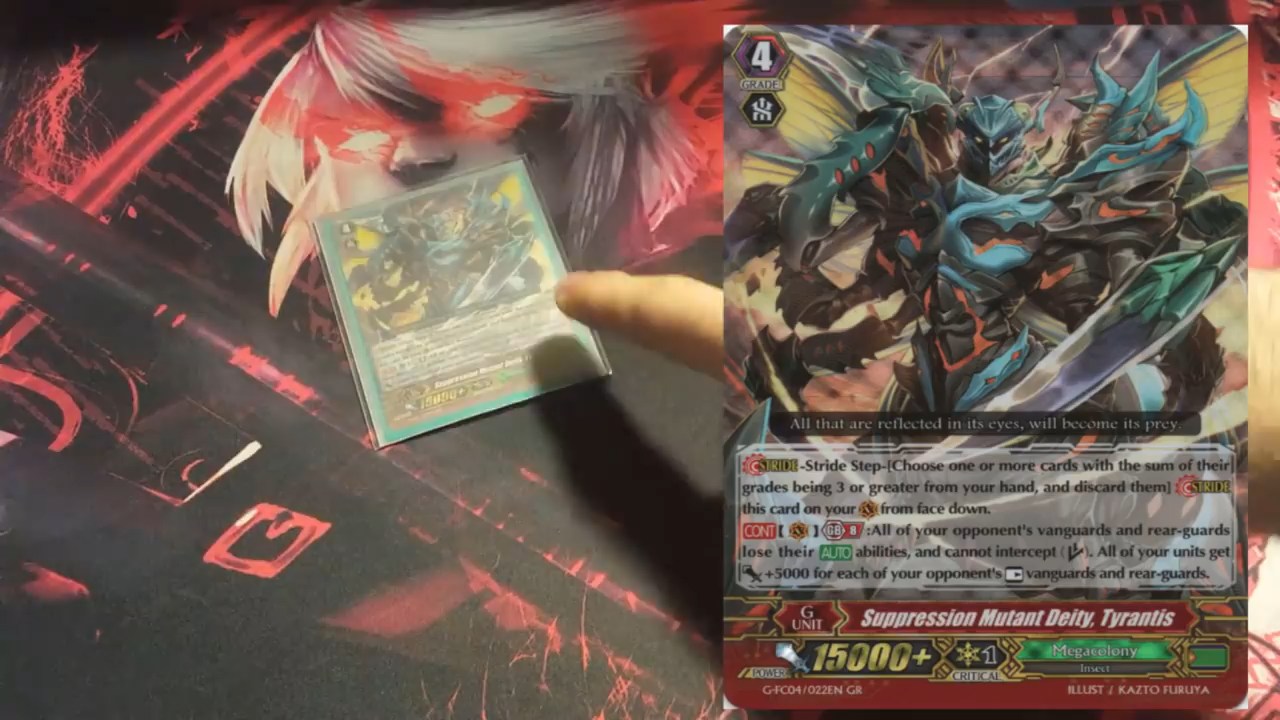 Suppression Mutant Deity, T
15000+
4
GRADE
All that are reflected in its eyes, will become its prey.
STRIDE-Stride Step-[Choose one or more cards with the sum of their
grades being 3 or greater from your hand, and discard them] STRIDE
this card on your from face down.
CONT【 】GB 8:All of your opponent's vanguards and rear-guards
lose their AUTO abilities, and cannot intercept ( ). All of your units get
+5000 for each of your opponent's vanguards and rear-guards.
G UNIT
Suppression Mutant Deity, Tyrantis
POWER 15000+ 1 CRITICAL
Megacolony
Insect
G-FC04/022EN GR
ILLUST / KAZTO FURUYA